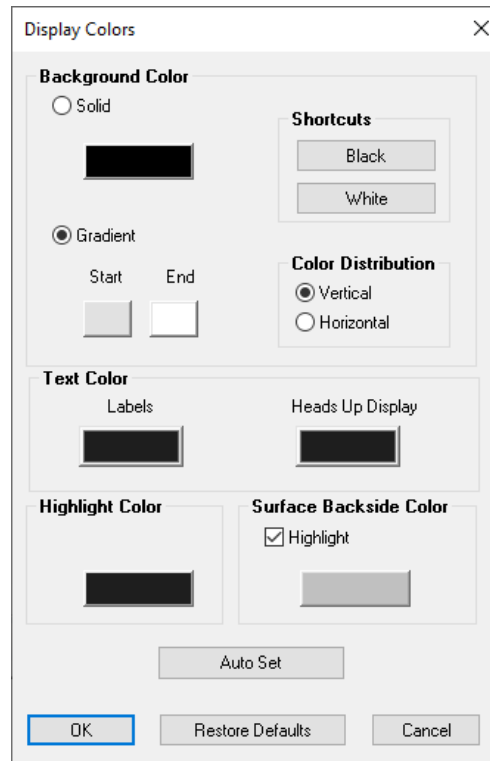 Display Colors
Background Color
Solid
Shortcuts
Black
White
Gradient
Start End
Color Distribution
Vertical
Horizontal
Text Color
Labels Heads Up Display
Highlight Color
Surface Backside Color
Highlight
Auto Set
OK Restore Defaults Cancel